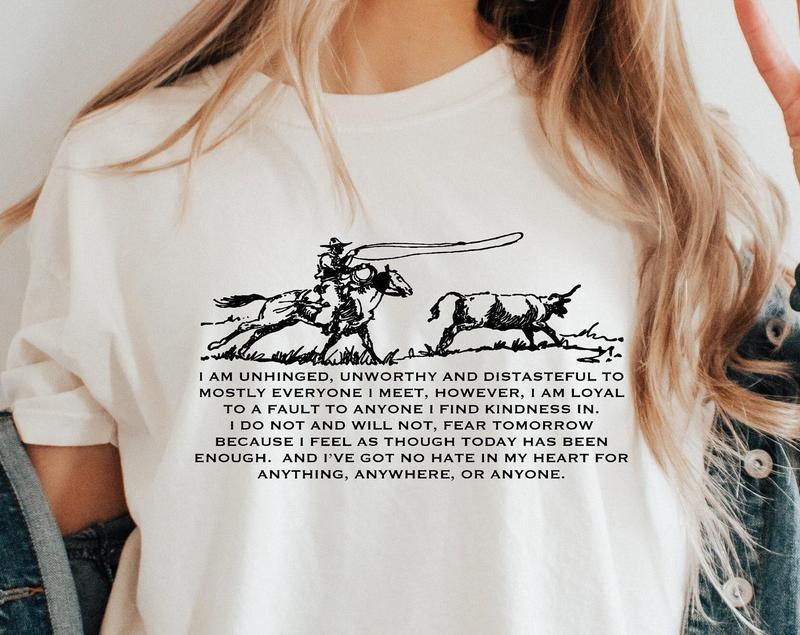 I AM UNHINGED, UNWORTHY AND DISTASTEFUL TO
MOSTLY EVERYONE I MEET, HOWEVER, I AM LOYAL
TO A FAULT TO ANYONE I FIND KINDNESS IN.
I DO NOT AND WILL NOT, FEAR TOMORROW
BECAUSE I FEEL AS THOUGH TODAY HAS BEEN
ENOUGH.  AND I'VE GOT NO HATE IN MY HEART FOR
ANYTHING, ANYWHERE, OR ANYONE.